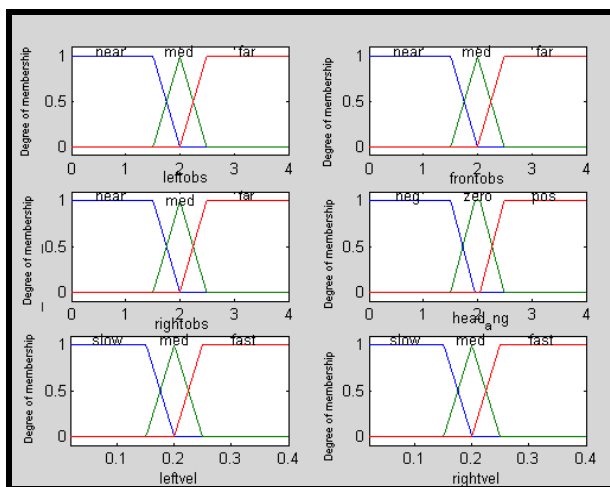 near med far
Degree of membership
1
0.5
0
0 1 2 3 4
leftobs
near med far
Degree of membership
1
0.5
0
0 1 2 3 4
frontobs
near med far
Degree of membership
1
0.5
0
0 1 2 3 4
rightobs
neg zero pos
Degree of membership
1
0.5
0
0 1 2 3 4
head_ang
slow med fast
Degree of membership
1
0.5
0
0.1 0.2 0.3 0.4
leftvel
slow med fast
Degree of membership
1
0.5
0
0.1 0.2 0.3 0.4
rightvel